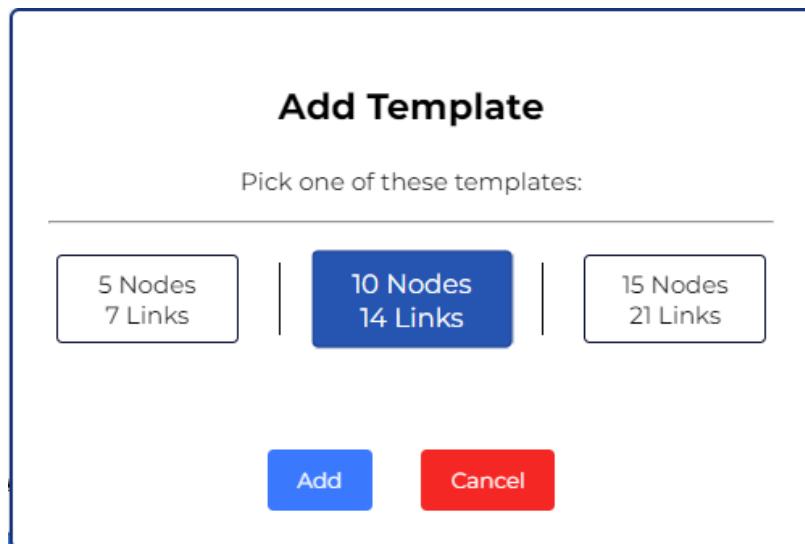 Add Template
Pick one of these templates:
5 Nodes
7 Links
10 Nodes
14 Links
15 Nodes
21 Links
Add
Cancel